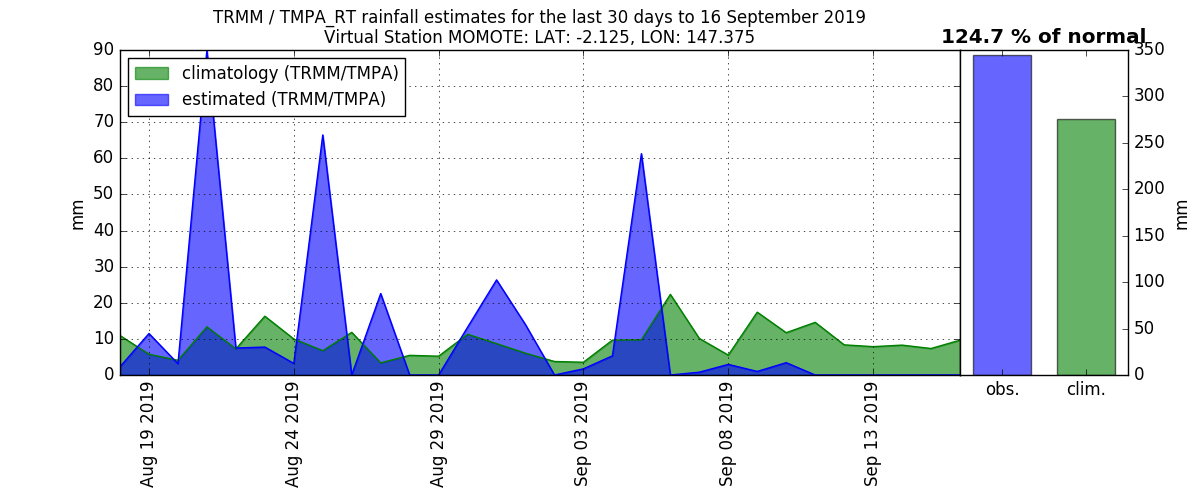 TRMM / TMPA_RT rainfall estimates for the last 30 days to 16 September 2019
Virtual Station MOMOTE: LAT: -2.125, LON: 147.375
124.7 % of normal
climatology (TRMM/TMPA)
estimated (TRMM/TMPA)
mm
90
80
70
60
50
40
30
20
10
0
Aug 19 2019
Aug 24 2019
Aug 29 2019
Sep 03 2019
Sep 08 2019
Sep 13 2019
350
300
250
200
150
100
50
0
mm
obs.
clim.